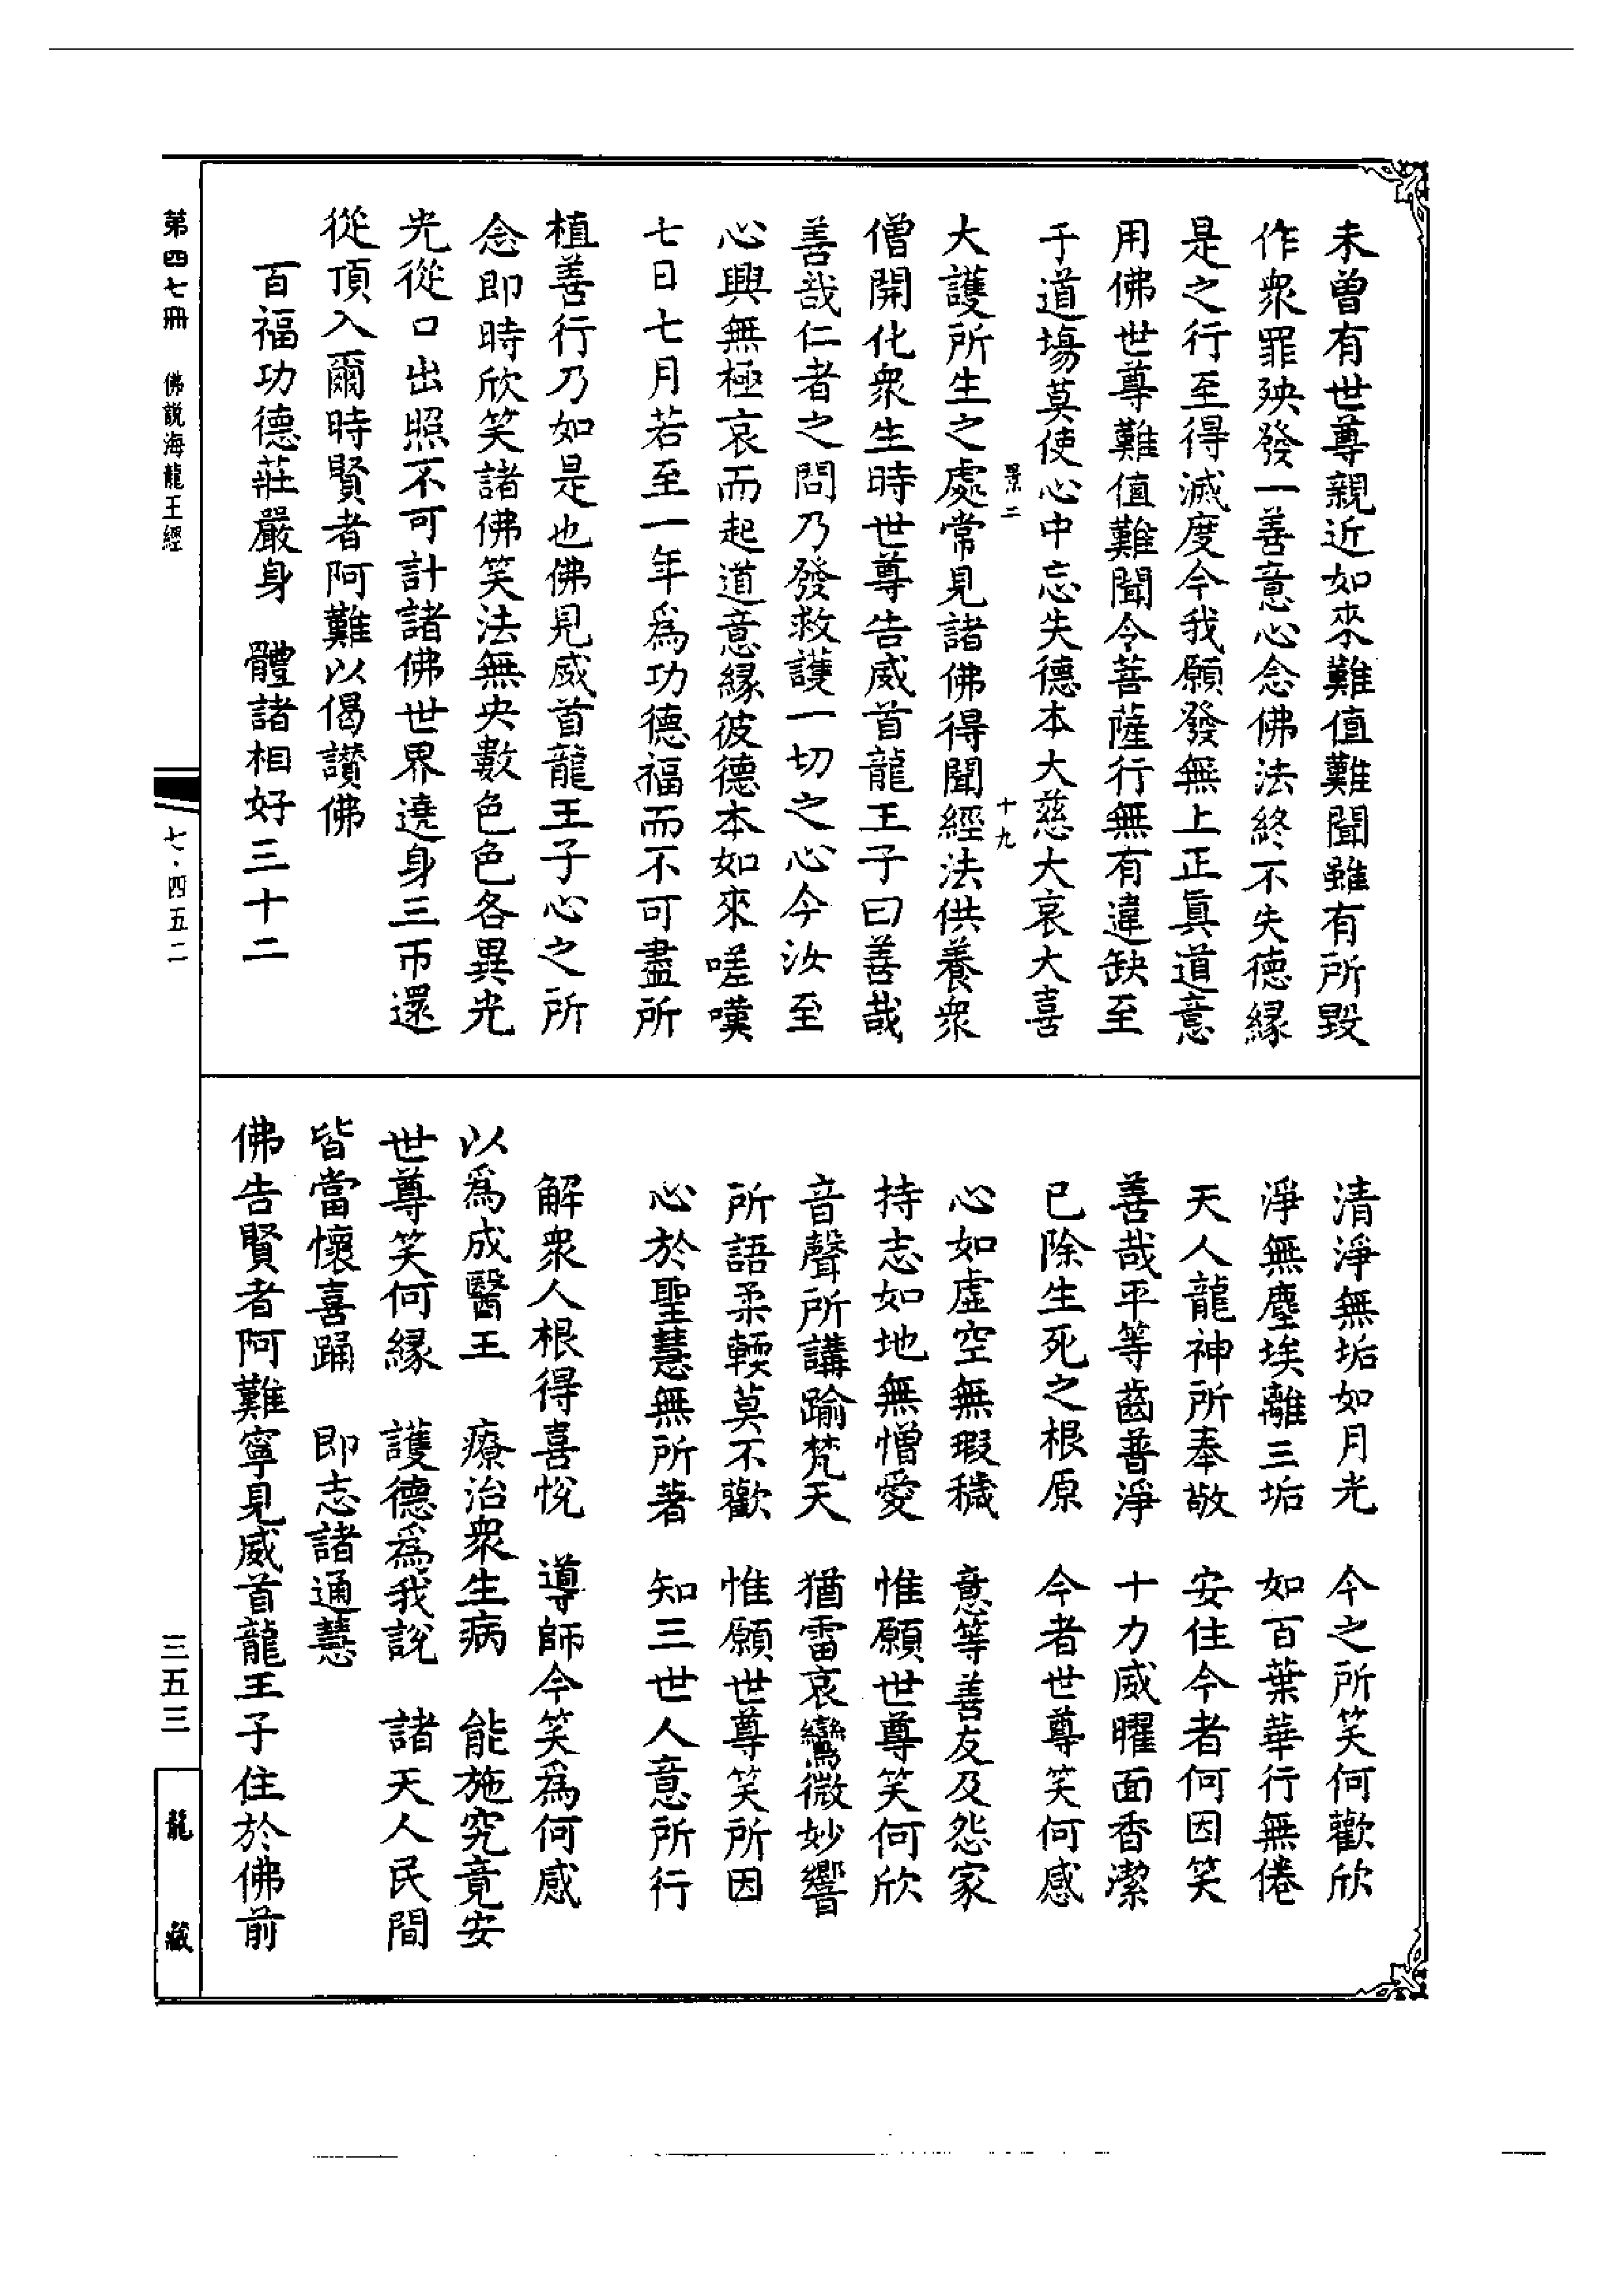 未曽有世尊親近如來難值難聞雖有所毀
作衆罪殃發一善意心念佛法終不失德縁
是之行至得滅度今我願發無上正眞道意
用佛世尊難值難聞令菩薩行無有違缺至
于道塲莫使心中忘失德本大慈大哀大喜
景二 十九
大護所生之處常見諸佛得聞經法供養衆
僧開化衆生時世尊告威首龍王子曰善哉
善哉仁者之問乃發救護一切之心今汝至
心興無極哀而起道意縁彼德本如來嗟嘆
七日七月若至一年爲功德福而不可盡所
植善行乃如是也佛見威首龍王子心之所
念即時欣笑諸佛笑法無央數色色各異光
光從口出照不可計諸佛世界遶身三帀還
從頂入爾時賢者阿難以偈讃佛
百福功德莊嚴身　體諸相好三十二
清淨無垢如月光　今之所笑何歡欣
淨無塵埃離三垢　如百葉華行無倦
天人龍神所奉敬　安住今者何因笑
善哉平等齒普淨　十力威曜面香潔
已除生死之根原　今者世尊笑何感
心如虛空無瑕穢　意等善友及怨家
持志如地無憎愛　惟願世尊笑何欣
音聲所講踰梵天　猶雷哀鸞微妙響
所語柔輭莫不歡　惟願世尊笑所因
心於聖慧無所著　知三世人意所行
解衆人根得喜悅　導師今笑爲何感
以爲成醫王　療治衆生病　能施究竟安
世尊笑何縁　護德爲我說　諸天人民間
皆當懷喜踊　即志諸通慧
佛告賢者阿難寧見威首龍王子住於佛前
第四七冊　佛說海龍王經
七·四五二
三五三
龍藏